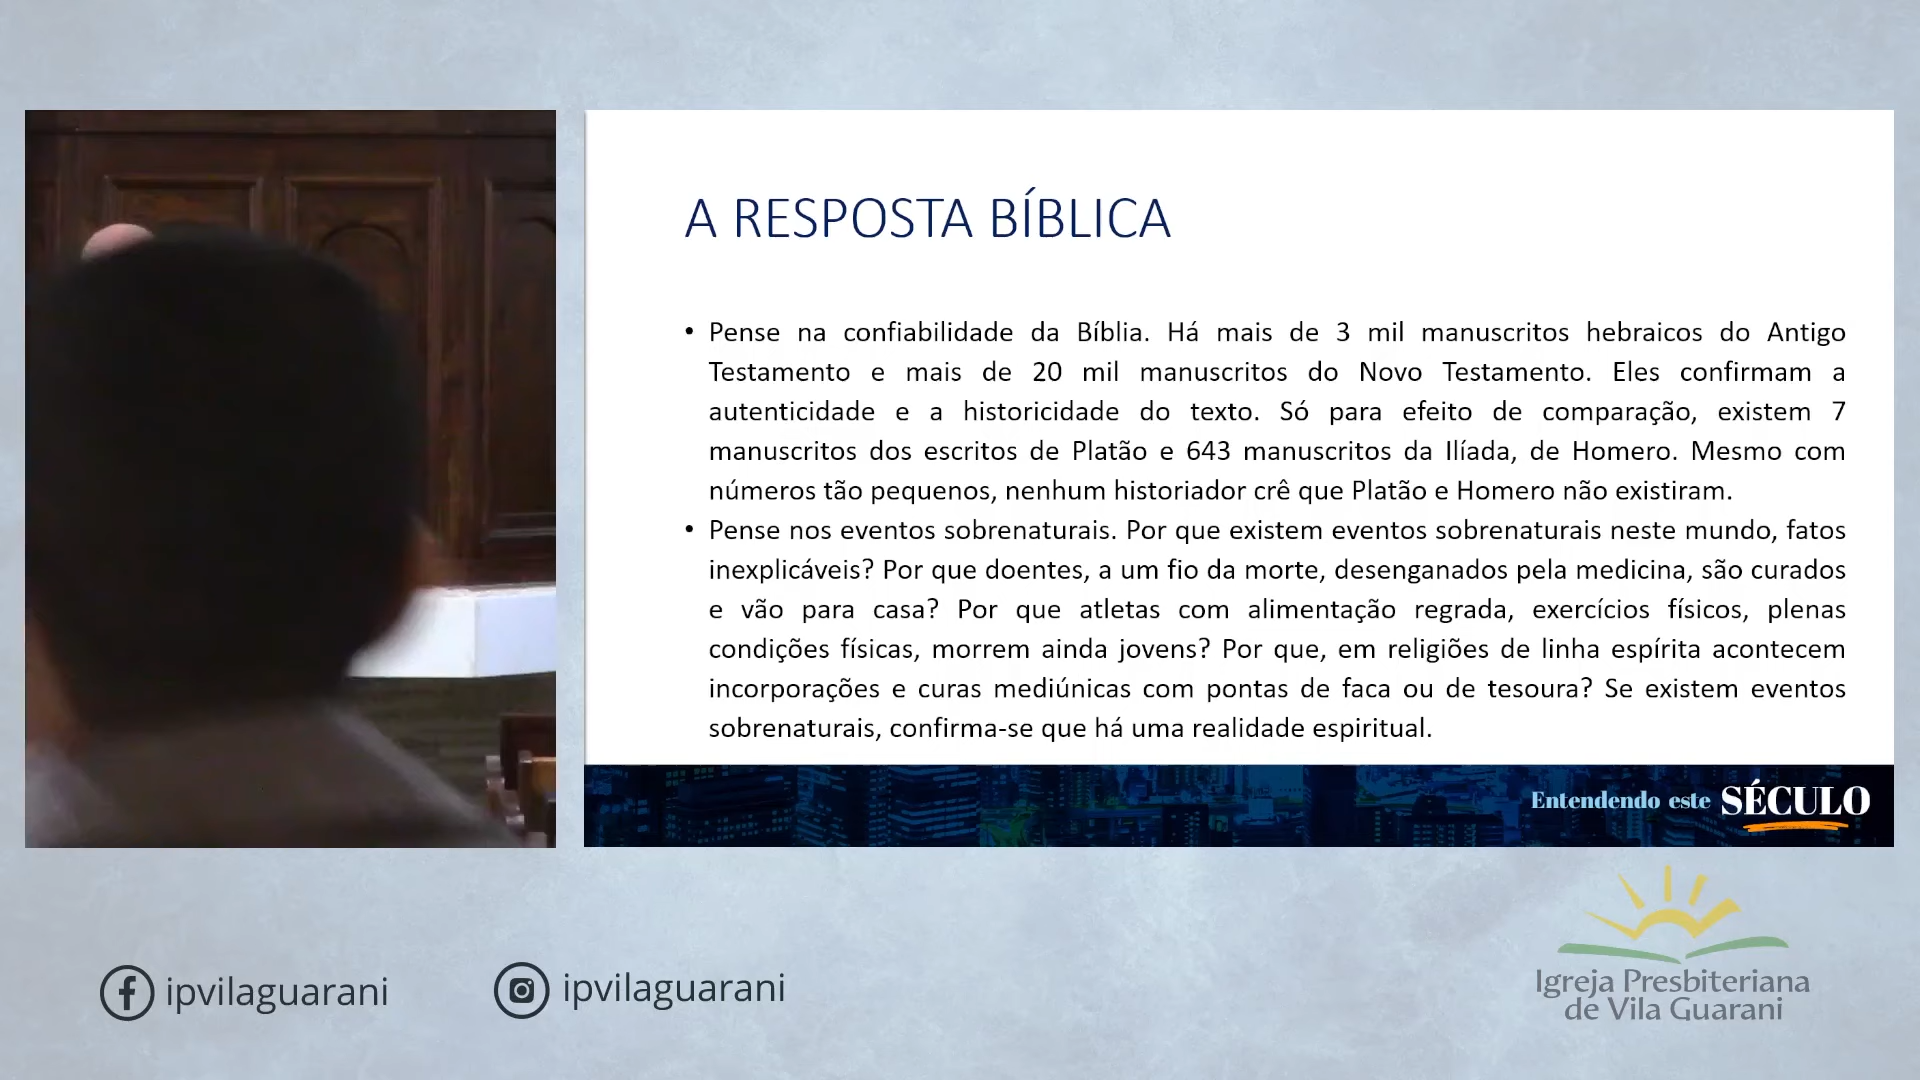 A RESPOSTA BÍBLICA
• Pense na confiabilidade da Bíblia. Há mais de 3 mil manuscritos hebraicos do Antigo
Testamento e mais de 20 mil manuscritos do Novo Testamento. Eles confirmam a
autenticidade e a historicidade do texto. Só para efeito de comparação, existem 7
manuscritos dos escritos de Platão e 643 manuscritos da Ilíada, de Homero. Mesmo com
números tão pequenos, nenhum historiador crê que Platão e Homero não existiram.
• Pense nos eventos sobrenaturais. Por que existem eventos sobrenaturais neste mundo, fatos
inexplicáveis? Por que doentes, a um fio da morte, desenganados pela medicina, são curados
e vão para casa? Por que atletas com alimentação regrada, exercícios físicos, plenas
condições físicas, morrem ainda jovens? Por que, em religiões de linha espírita acontecem
incorporações e curas mediúnicas com pontas de faca ou de tesoura? Se existem eventos
sobrenaturais, confirma-se que há uma realidade espiritual.
Entendendo este SÉCULO
ipvilaguarani
ipvilaguarani
Igreja Presbiteriana
de Vila Guarani